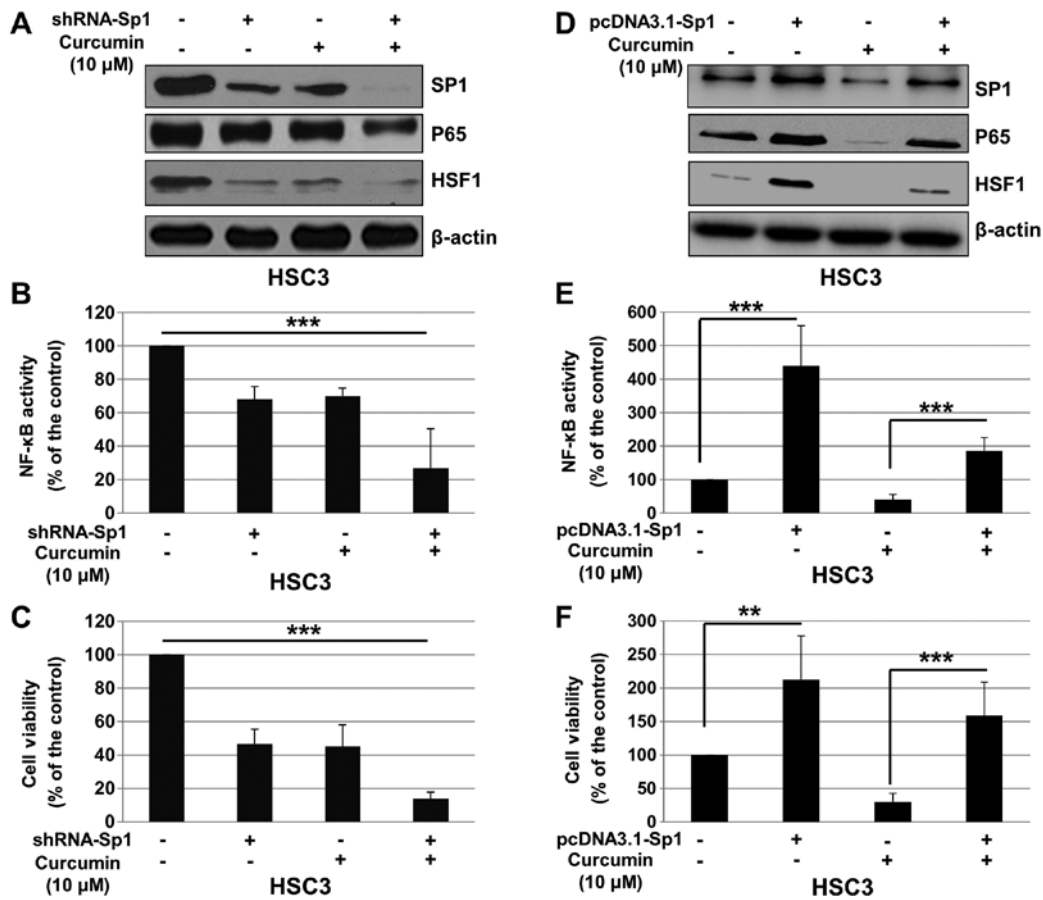 A
shRNA-Sp1 - + - +
Curcumin - - + +
(10 µM)
SP1
P65
HSF1
β-actin
HSC3
B
NF-κB activity
(% of the control)
120
100
80
60
40
20
0
***
shRNA-Sp1 - + - +
Curcumin - - + +
(10 µM)
HSC3
C
Cell viability
(% of the control)
120
100
80
60
40
20
0
***
shRNA-Sp1 - + - +
Curcumin - - + +
(10 µM)
HSC3
D
pcDNA3.1-Sp1 - + - +
Curcumin - - + +
(10 µM)
SP1
P65
HSF1
β-actin
HSC3
E
NF-κB activity
(% of the control)
600
500
400
300
200
100
0
***
***
pcDNA3.1-Sp1 - + - +
Curcumin - - + +
(10 µM)
HSC3
F
Cell viability
(% of the control)
300
250
200
150
100
50
0
**
***
pcDNA3.1-Sp1 - + - +
Curcumin - - + +
(10 µM)
HSC3